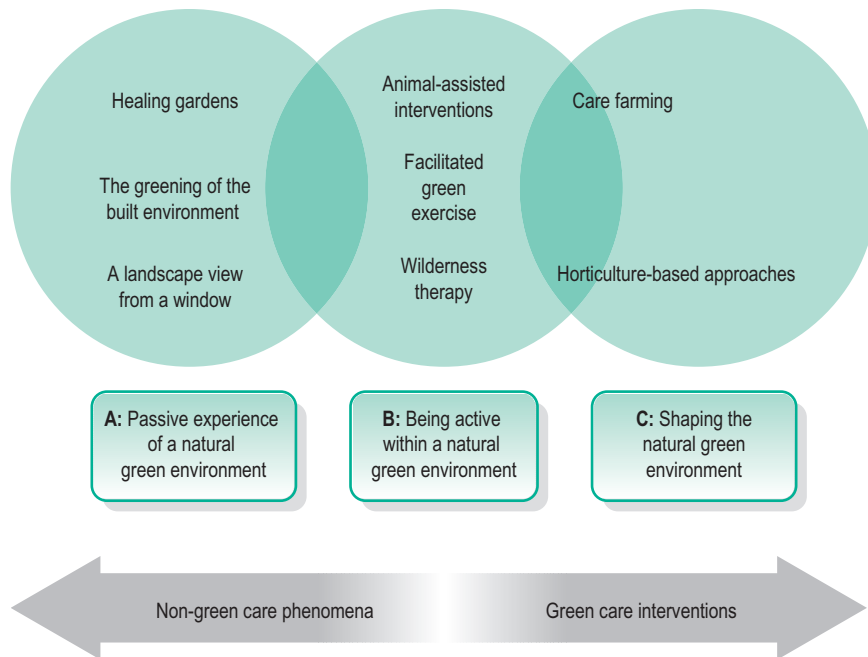 Healing gardens
The greening of the
built environment
A landscape view
from a window
Animal-assisted
interventions
Facilitated
green
exercise
Wilderness
therapy
Care farming
Horticulture-based approaches
A: Passive experience
of a natural
green environment
B: Being active
within a natural
green environment
C: Shaping the
natural green
environment
Non-green care phenomena
Green care interventions